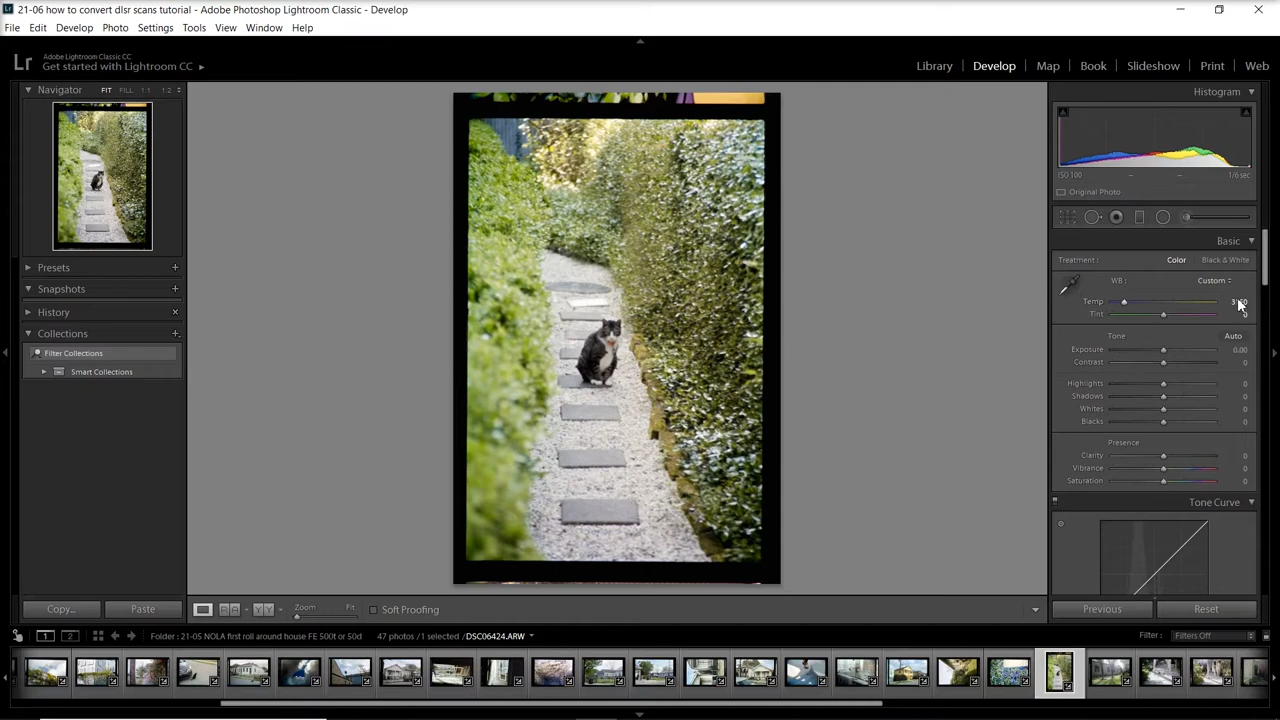 21-06 how to convert dlsr scans tutorial - Adobe Photoshop Lightroom Classic - Develop
File Edit Develop Photo Settings Tools View Window Help
Lr
Adobe Lightroom Classic CC
Get started with Lightroom CC
Library | Develop | Map | Book | Slideshow | Print | Web
Navigator FIT FILL 1:1 1:2
Presets
Snapshots
History
Collections
Filter Collections
Smart Collections
Copy... Paste
Histogram
ISO 100 – – 1/6 sec
Original Photo
Basic
Treatment : Color Black & White
WB : Custom
Temp
Tint 0
Tone Auto
Exposure 0.00
Contrast 0
Highlights 0
Shadows 0
Whites 0
Blacks 0
Presence
Clarity 0
Vibrance 0
Saturation 0
Tone Curve
Previous Reset
Zoom Fit
Soft Proofing
1 2
Folder : 21-05 NOLA first roll around house FE 500t or 50d 47 photos /1 selected /DSC06424.ARW
Filter : Filters Off